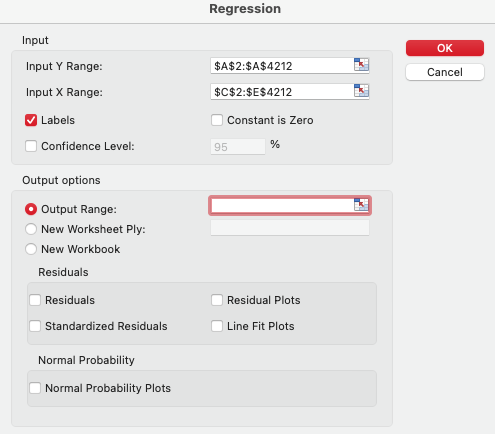 Regression
Input
Input Y Range: $A$2:$A$4212
OK
Input X Range: $C$2:$E$4212
Cancel
Labels Constant is Zero
Confidence Level: 95 %
Output options
Output Range:
New Worksheet Ply:
New Workbook
Residuals
Residuals Residual Plots
Standardized Residuals Line Fit Plots
Normal Probability
Normal Probability Plots